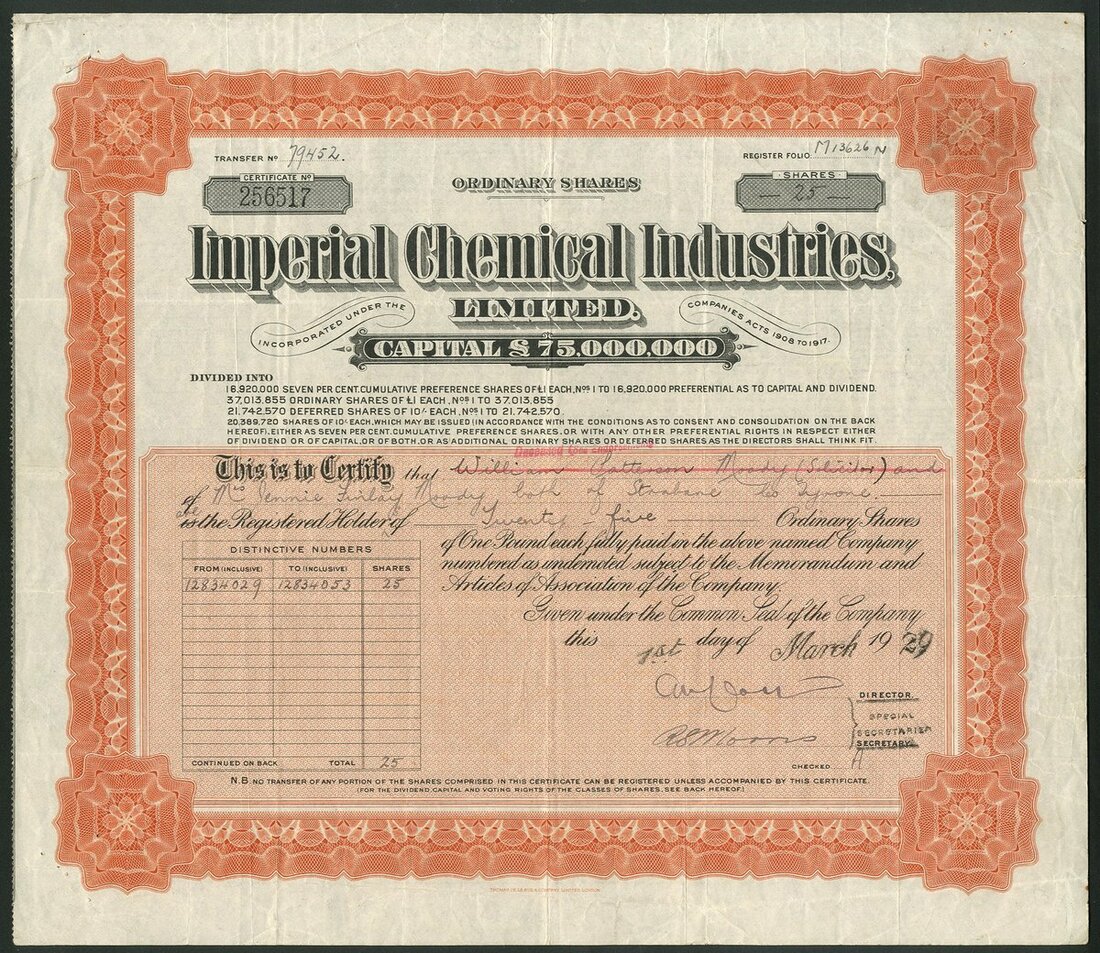 TRANSFER Nº 79452.
REGISTER FOLIO M13626 N
CERTIFICATE Nº
256517
ORDINARY SHARES
SHARES
— 25 —
Imperial Chemical Industries,
LIMITED.
INCORPORATED UNDER THE
COMPANIES ACTS 1908 TO 1917.
CAPITAL £75,000,000
DIVIDED INTO
16,920,000 SEVEN PER CENT. CUMULATIVE PREFERENCE SHARES OF £1 EACH, Nos 1 TO 16,920,000 PREFERENTIAL AS TO CAPITAL AND DIVIDEND.
37,013,855 ORDINARY SHARES OF £1 EACH, Nos 1 TO 37,013,855
21,742,570 DEFERRED SHARES OF 10/- EACH, Nos 1 TO 21,742,570.
20,389,720 SHARES OF 10/- EACH, WHICH MAY BE ISSUED (IN ACCORDANCE WITH THE CONDITIONS AS TO CONSENT AND CONSOLIDATION ON THE BACK
HEREOF), EITHER AS SEVEN PER CENT. CUMULATIVE PREFERENCE SHARES, OR WITH ANY OTHER PREFERENTIAL RIGHTS IN RESPECT EITHER
OF DIVIDEND OR OF CAPITAL, OR OF BOTH, OR AS ADDITIONAL ORDINARY SHARES OR DEFERRED SHARES AS THE DIRECTORS SHALL THINK FIT.
This is to Certify that William Patterson Moody (Solicitor) and
of Mrs Jennie Finlay Moody both of Strabane Co Tyrone.
are
is the Registered Holder of Twenty - five Ordinary Shares
of One Pound each fully paid in the above named Company
numbered as undernoted subject to the Memorandum and
Articles of Association of the Company.
DISTINCTIVE NUMBERS
FROM (INCLUSIVE) TO (INCLUSIVE) SHARES
12834029 12834053 25
Given under the Common Seal of the Company
this 1st day of March 1929
DIRECTOR.
SPECIAL
SECRETARIES
SECRETARY.
CONTINUED ON BACK TOTAL 25
CHECKED
N.B. NO TRANSFER OF ANY PORTION OF THE SHARES COMPRISED IN THIS CERTIFICATE CAN BE REGISTERED UNLESS ACCOMPANIED BY THIS CERTIFICATE
(FOR THE DIVIDEND, CAPITAL AND VOTING RIGHTS OF THE CLASSES OF SHARES, SEE BACK HEREOF.)